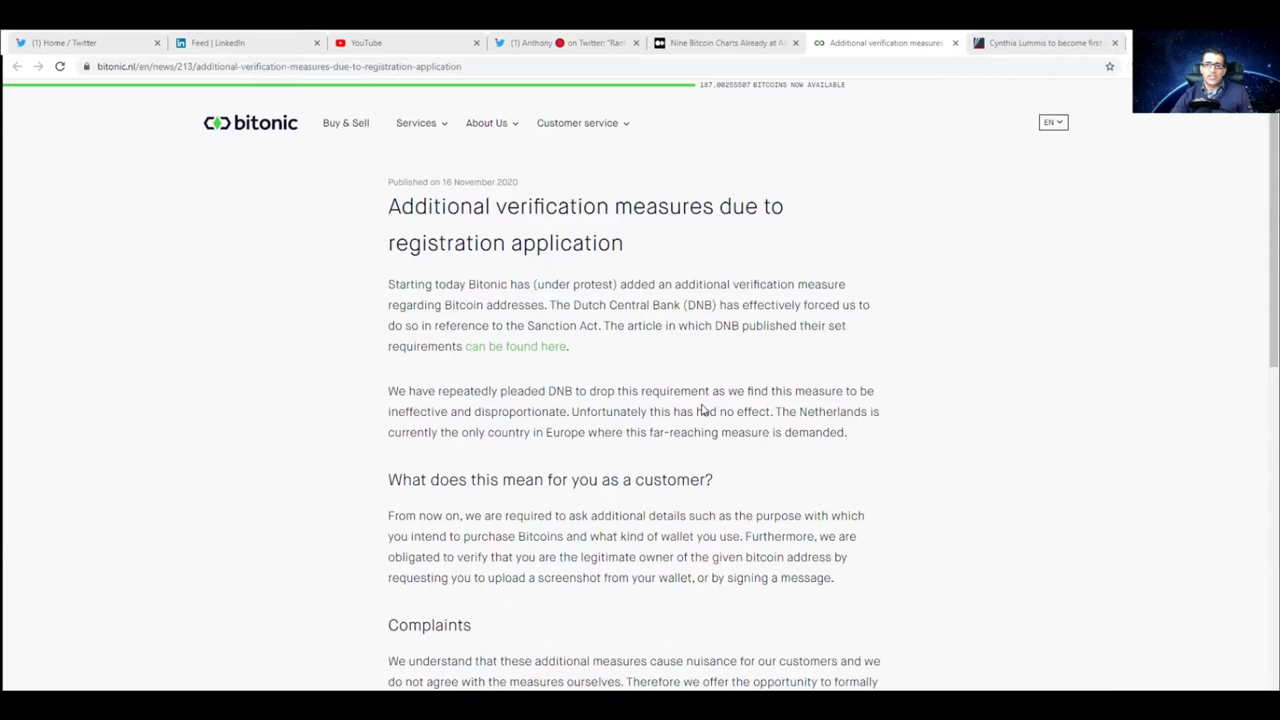 (1) Home / Twitter
Feed | LinkedIn
YouTube
(1) Anthony 🔴 on Twitter: "Rant
Nine Bitcoin Charts Already at Al
Additional verification measures
Cynthia Lummis to become first
bitonic.nl/en/news/213/additional-verification-measures-due-to-registration-application
187,00255507 BITCOINS NOW AVAILABLE
bitonic
Buy & Sell
Services
About Us
Customer service
EN
Published on 16 November 2020
Additional verification measures due to
registration application
Starting today Bitonic has (under protest) added an additional verification measure
regarding Bitcoin addresses. The Dutch Central Bank (DNB) has effectively forced us to
do so in reference to the Sanction Act. The article in which DNB published their set
requirements can be found here.
We have repeatedly pleaded DNB to drop this requirement as we find this measure to be
ineffective and disproportionate. Unfortunately this has had no effect. The Netherlands is
currently the only country in Europe where this far-reaching measure is demanded.
What does this mean for you as a customer?
From now on, we are required to ask additional details such as the purpose with which
you intend to purchase Bitcoins and what kind of wallet you use. Furthermore, we are
obligated to verify that you are the legitimate owner of the given bitcoin address by
requesting you to upload a screenshot from your wallet, or by signing a message.
Complaints
We understand that these additional measures cause nuisance for our customers and we
do not agree with the measures ourselves. Therefore we offer the opportunity to formally